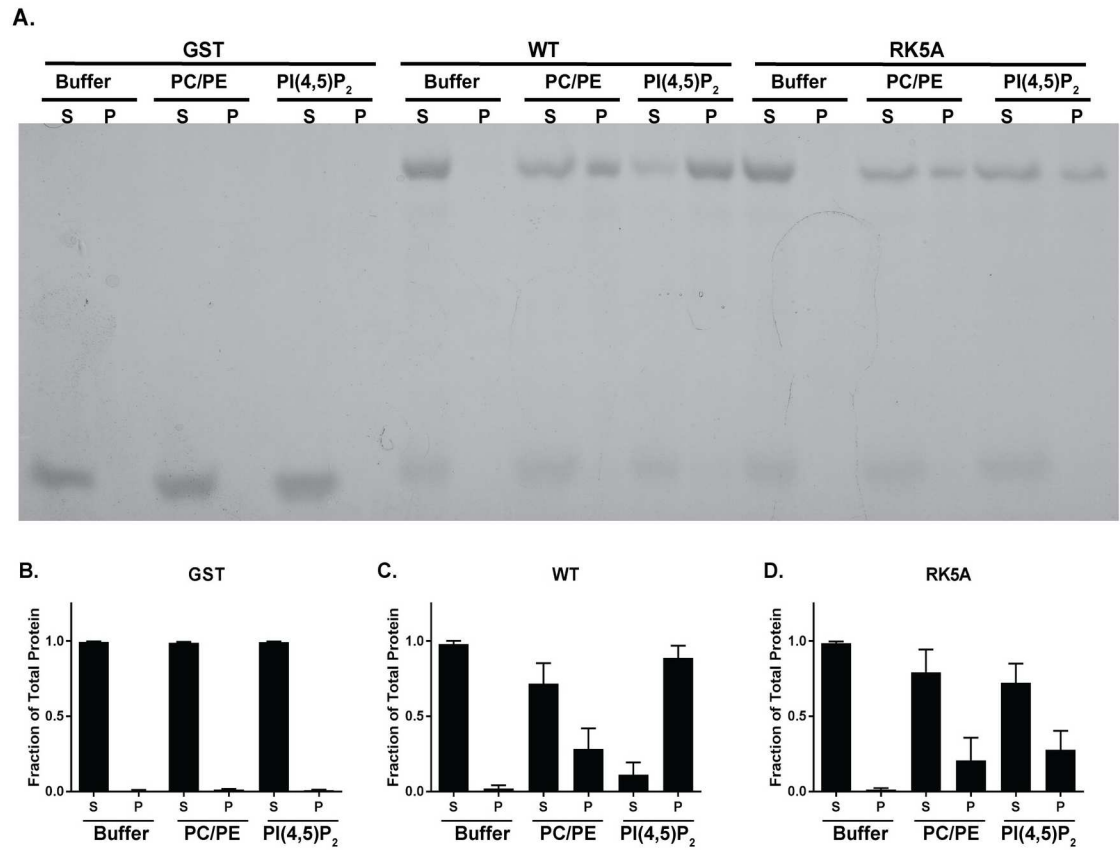 A.
GST WT RK5A
Buffer PC/PE PI(4,5)P₂ Buffer PC/PE PI(4,5)P₂ Buffer PC/PE PI(4,5)P₂
S P S P S P S P S P S P S P S P S P
B. GST
Fraction of Total Protein
1.0
0.5
0.0
S P S P S P
Buffer PC/PE PI(4,5)P₂
C. WT
Fraction of Total Protein
1.0
0.5
0.0
S P S P S P
Buffer PC/PE PI(4,5)P₂
D. RK5A
Fraction of Total Protein
1.0
0.5
0.0
S P S P S P
Buffer PC/PE PI(4,5)P₂